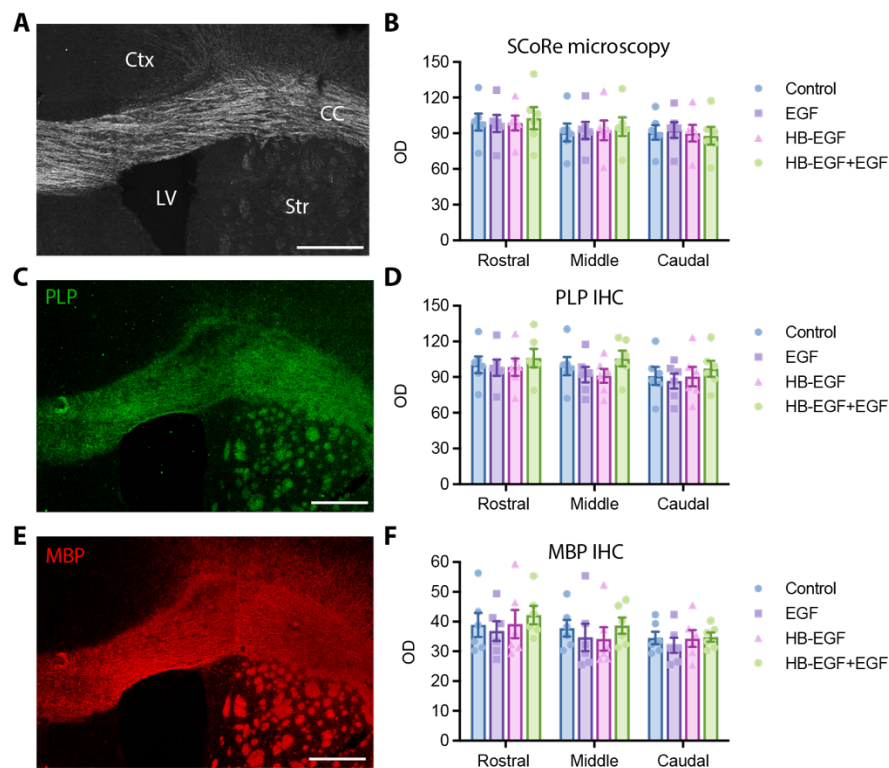 A
Ctx
CC
LV
Str
B
SCoRe microscopy
OD
150
120
90
60
30
0
Rostral Middle Caudal
Control
EGF
HB-EGF
HB-EGF+EGF
C
PLP
D
PLP IHC
OD
150
120
90
60
30
0
Rostral Middle Caudal
Control
EGF
HB-EGF
HB-EGF+EGF
E
MBP
F
MBP IHC
OD
60
50
40
30
20
10
0
Rostral Middle Caudal
Control
EGF
HB-EGF
HB-EGF+EGF